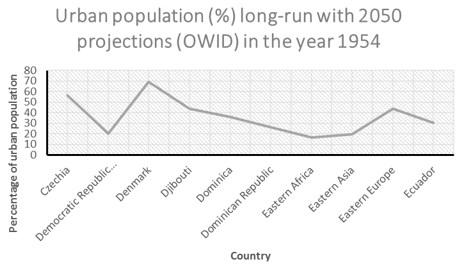 Urban population (%) long-run with 2050
projections (OWID) in the year 1954
Percentage of urban population
80
70
60
50
40
30
20
10
0
Czechia
Democratic Republic...
Denmark
Djibouti
Dominica
Dominican Republic
Eastern Africa
Eastern Asia
Eastern Europe
Ecuador
Country